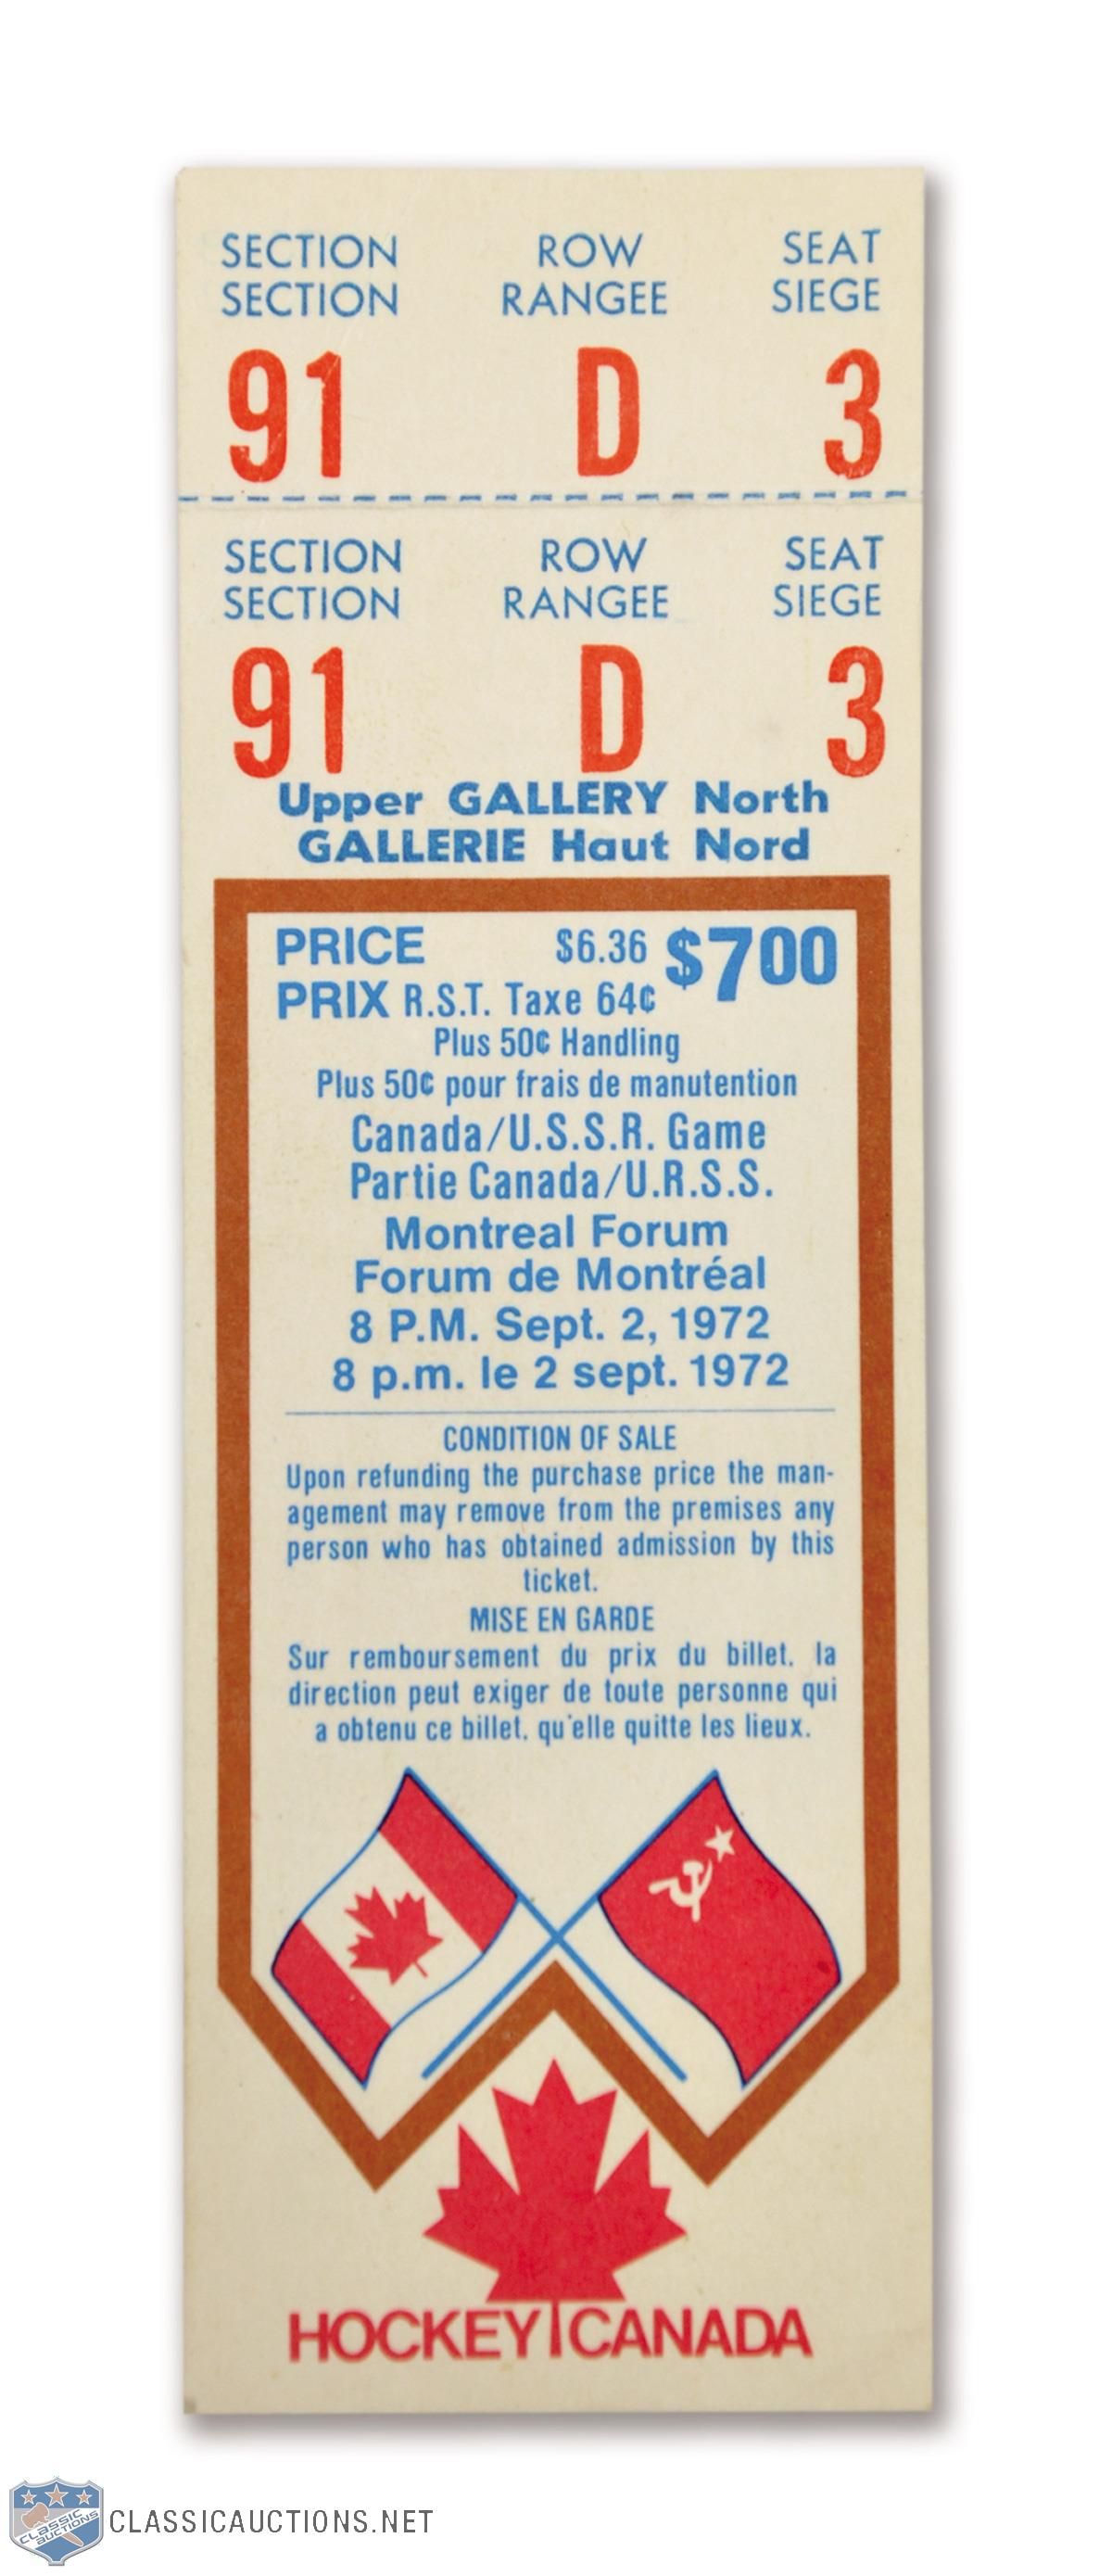 SECTION ROW SEAT
SECTION RANGEE SIEGE
91 D 3
SECTION ROW SEAT
SECTION RANGEE SIEGE
91 D 3
Upper GALLERY North
GALLERIE Haut Nord
PRICE $6.36 $700
PRIX R.S.T. Taxe 64¢
Plus 50¢ Handling
Plus 50¢ pour frais de manutention
Canada/U.S.S.R. Game
Partie Canada/U.R.S.S.
Montreal Forum
Forum de Montréal
8 P.M. Sept. 2, 1972
8 p.m. le 2 sept. 1972
CONDITION OF SALE
Upon refunding the purchase price the man-
agement may remove from the premises any
person who has obtained admission by this
ticket.
MISE EN GARDE
Sur remboursement du prix du billet, la
direction peut exiger de toute personne qui
a obtenu ce billet, qu'elle quitte les lieux.
HOCKEY CANADA
CLASSIC
AUCTIONS
CLASSICAUCTIONS.NET